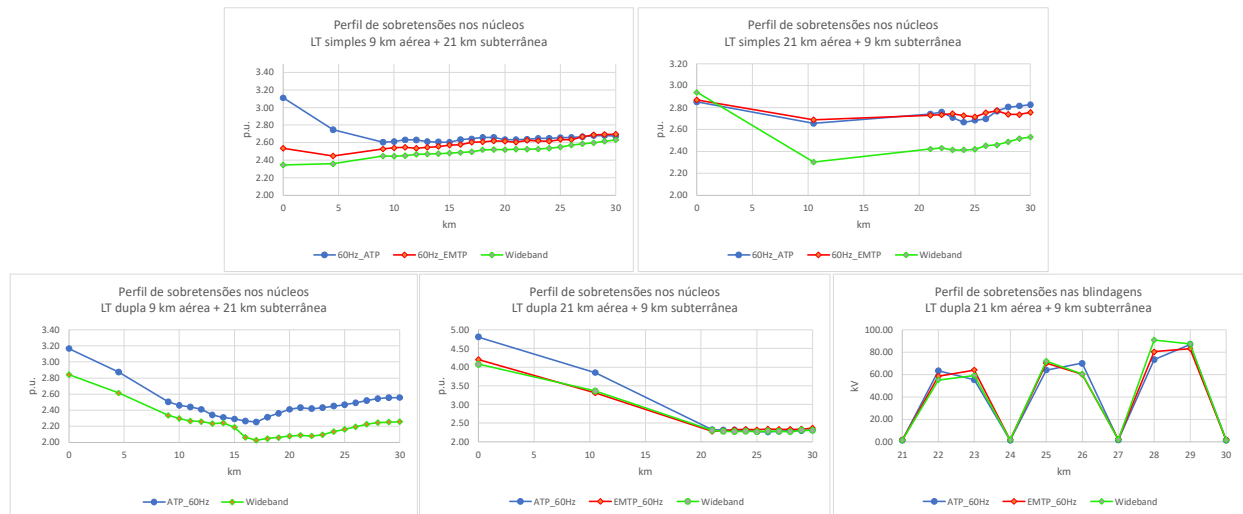 Perfil de sobretensões nos núcleos
LT simples 9 km aérea + 21 km subterrânea
3.40
3.20
3.00
2.80
2.60
2.40
2.20
2.00
p.u.
0 5 10 15 20 25 30
km
60Hz_ATP 60Hz_EMTP Wideband
Perfil de sobretensões nos núcleos
LT simples 21 km aérea + 9 km subterrânea
3.20
3.00
2.80
2.60
2.40
2.20
2.00
p.u.
0 5 10 15 20 25 30
km
60Hz_ATP 60Hz_EMTP Wideband
Perfil de sobretensões nos núcleos
LT dupla 9 km aérea + 21 km subterrânea
3.40
3.20
3.00
2.80
2.60
2.40
2.20
2.00
p.u.
0 5 10 15 20 25 30
km
ATP_60Hz Wideband
Perfil de sobretensões nos núcleos
LT dupla 21 km aérea + 9 km subterrânea
5.00
4.50
4.00
3.50
3.00
2.50
2.00
p.u.
0 5 10 15 20 25 30
km
ATP_60Hz EMTP_60Hz Wideband
Perfil de sobretensões nas blindagens
LT dupla 21 km aérea + 9 km subterrânea
100.00
80.00
60.00
40.00
20.00
0.00
kV
21 22 23 24 25 26 27 28 29 30
km
ATP_60Hz EMTP_60Hz Wideband